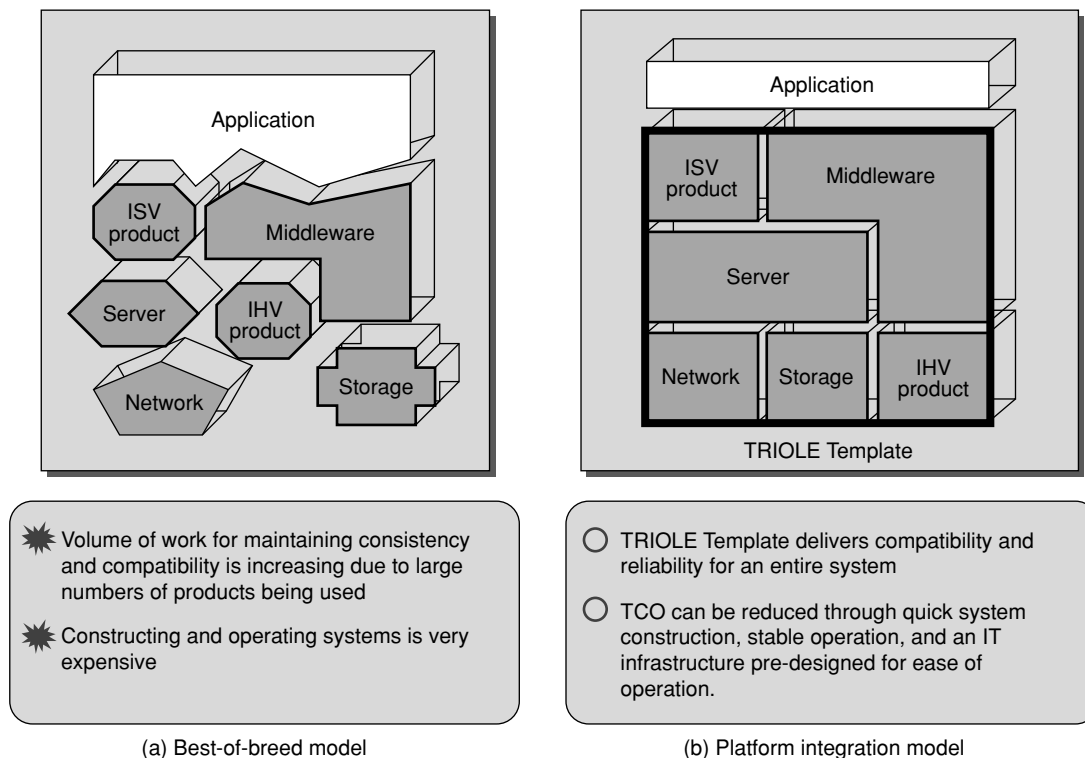 Application
ISV
product
Middleware
Server
IHV
product
Network
Storage
Volume of work for maintaining consistency
and compatibility is increasing due to large
numbers of products being used
Constructing and operating systems is very
expensive
(a) Best-of-breed model
Application
ISV
product
Middleware
Server
Network
Storage
IHV
product
TRIOLE Template
TRIOLE Template delivers compatibility and
reliability for an entire system
TCO can be reduced through quick system
construction, stable operation, and an IT
infrastructure pre-designed for ease of
operation.
(b) Platform integration model